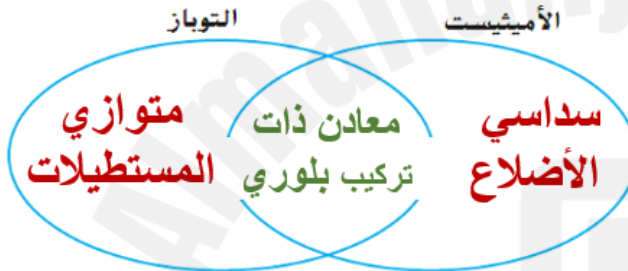 الأميثيست
التوباز
سداسي
الأضلاع
معادن ذات
تركيب بلوري
متوازي
المستطيلات